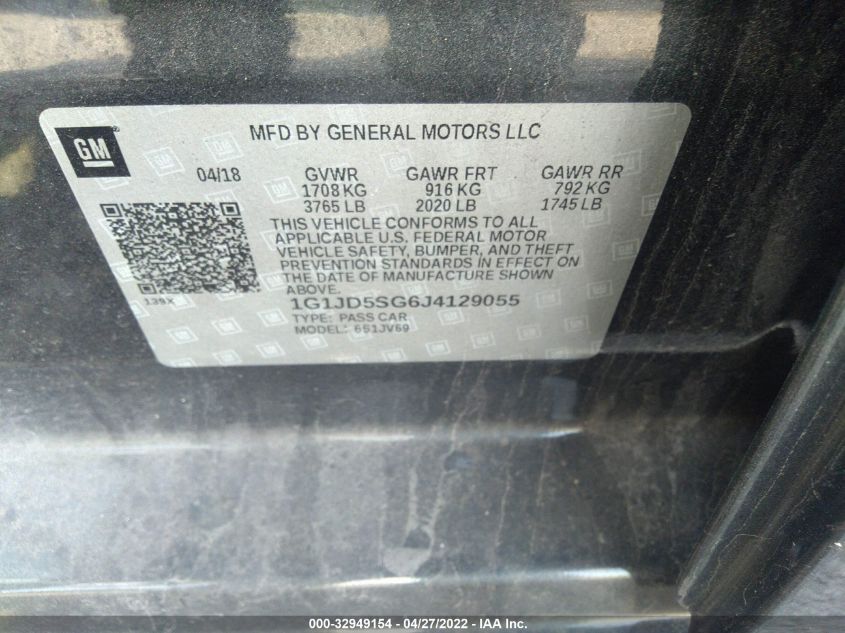 GM
MFD BY GENERAL MOTORS LLC
04/18 GVWR GAWR FRT GAWR RR
1708 KG 916 KG 792 KG
3765 LB 2020 LB 1745 LB
THIS VEHICLE CONFORMS TO ALL
APPLICABLE U.S. FEDERAL MOTOR
VEHICLE SAFETY, BUMPER, AND THEFT
PREVENTION STANDARDS IN EFFECT ON
THE DATE OF MANUFACTURE SHOWN
ABOVE.
139X
1G1JD5SG6J4129055
TYPE: PASS CAR
MODEL: 6S1JV69
000-32949154 - 04/27/2022 - IAA Inc.